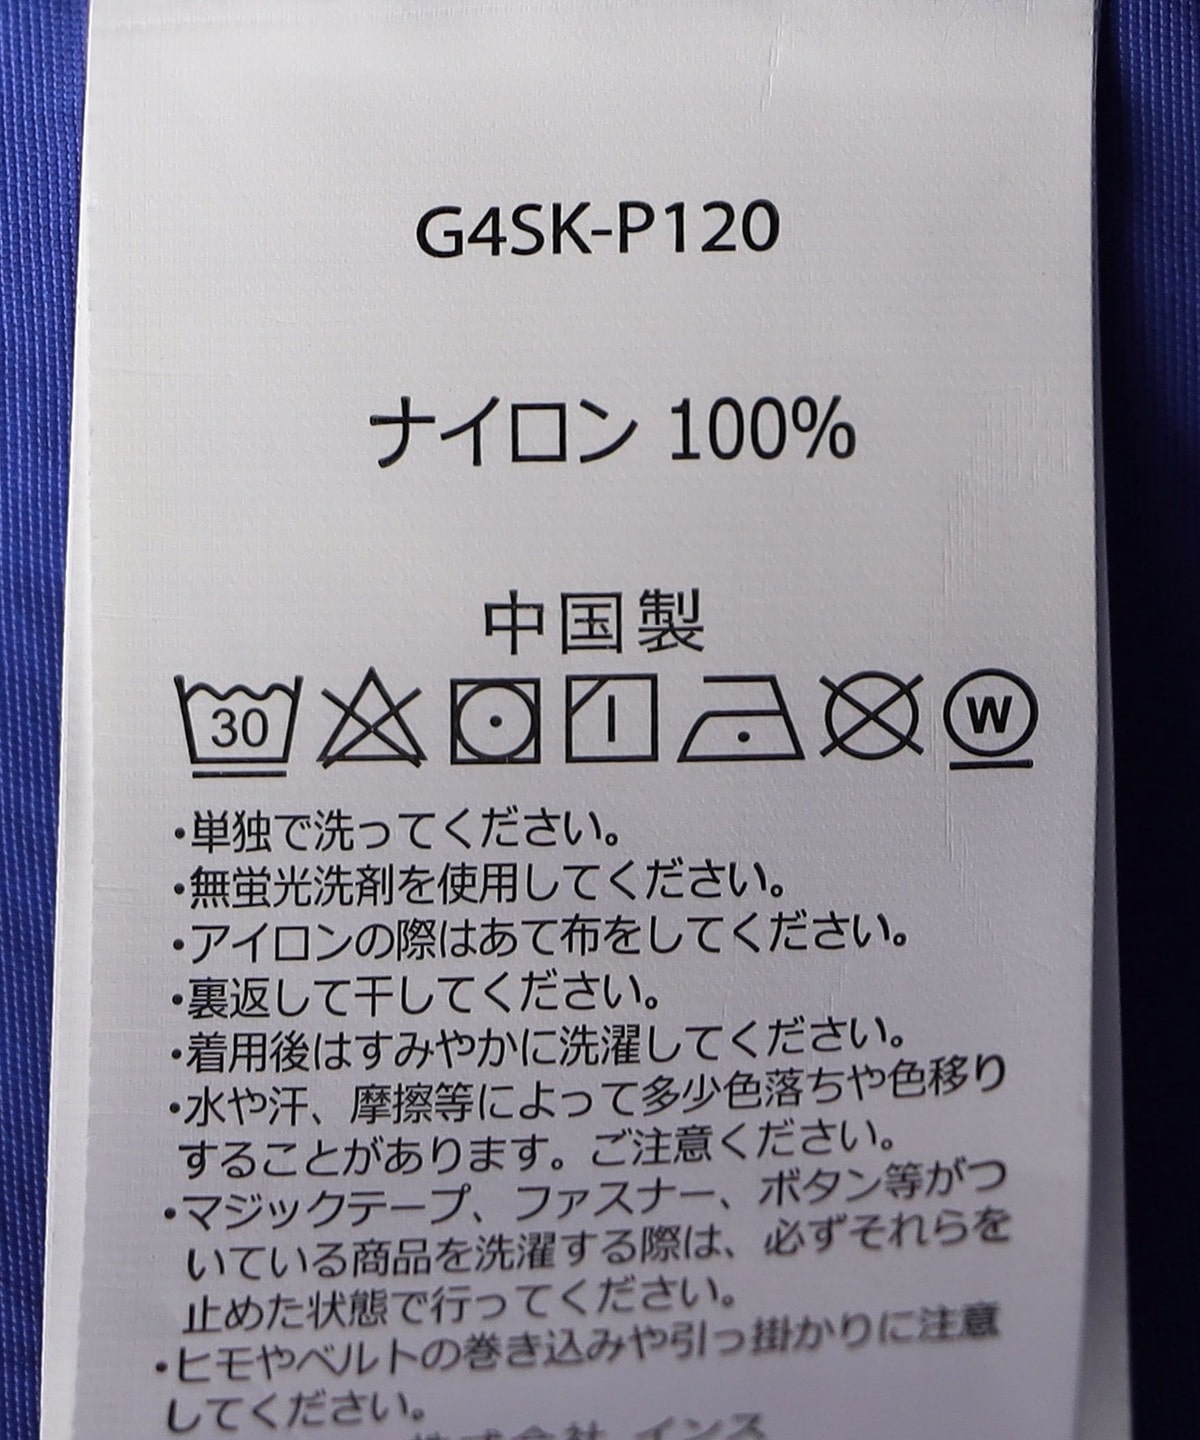 G4SK-P120
ナイロン 100%
中国製
30
W
・単独で洗ってください。
・無蛍光洗剤を使用してください。
・アイロンの際はあて布をしてください。
・裏返して干してください。
・着用後はすみやかに洗濯してください。
・水や汗、摩擦等によって多少色落ちや色移り
することがあります。ご注意ください。
・マジックテープ、ファスナー、ボタン等がつ
いている商品を洗濯する際は、必ずそれらを
止めた状態で行ってください。
・ヒモやベルトの巻き込みや引っ掛かりに注意
してください。
株式会社 インス